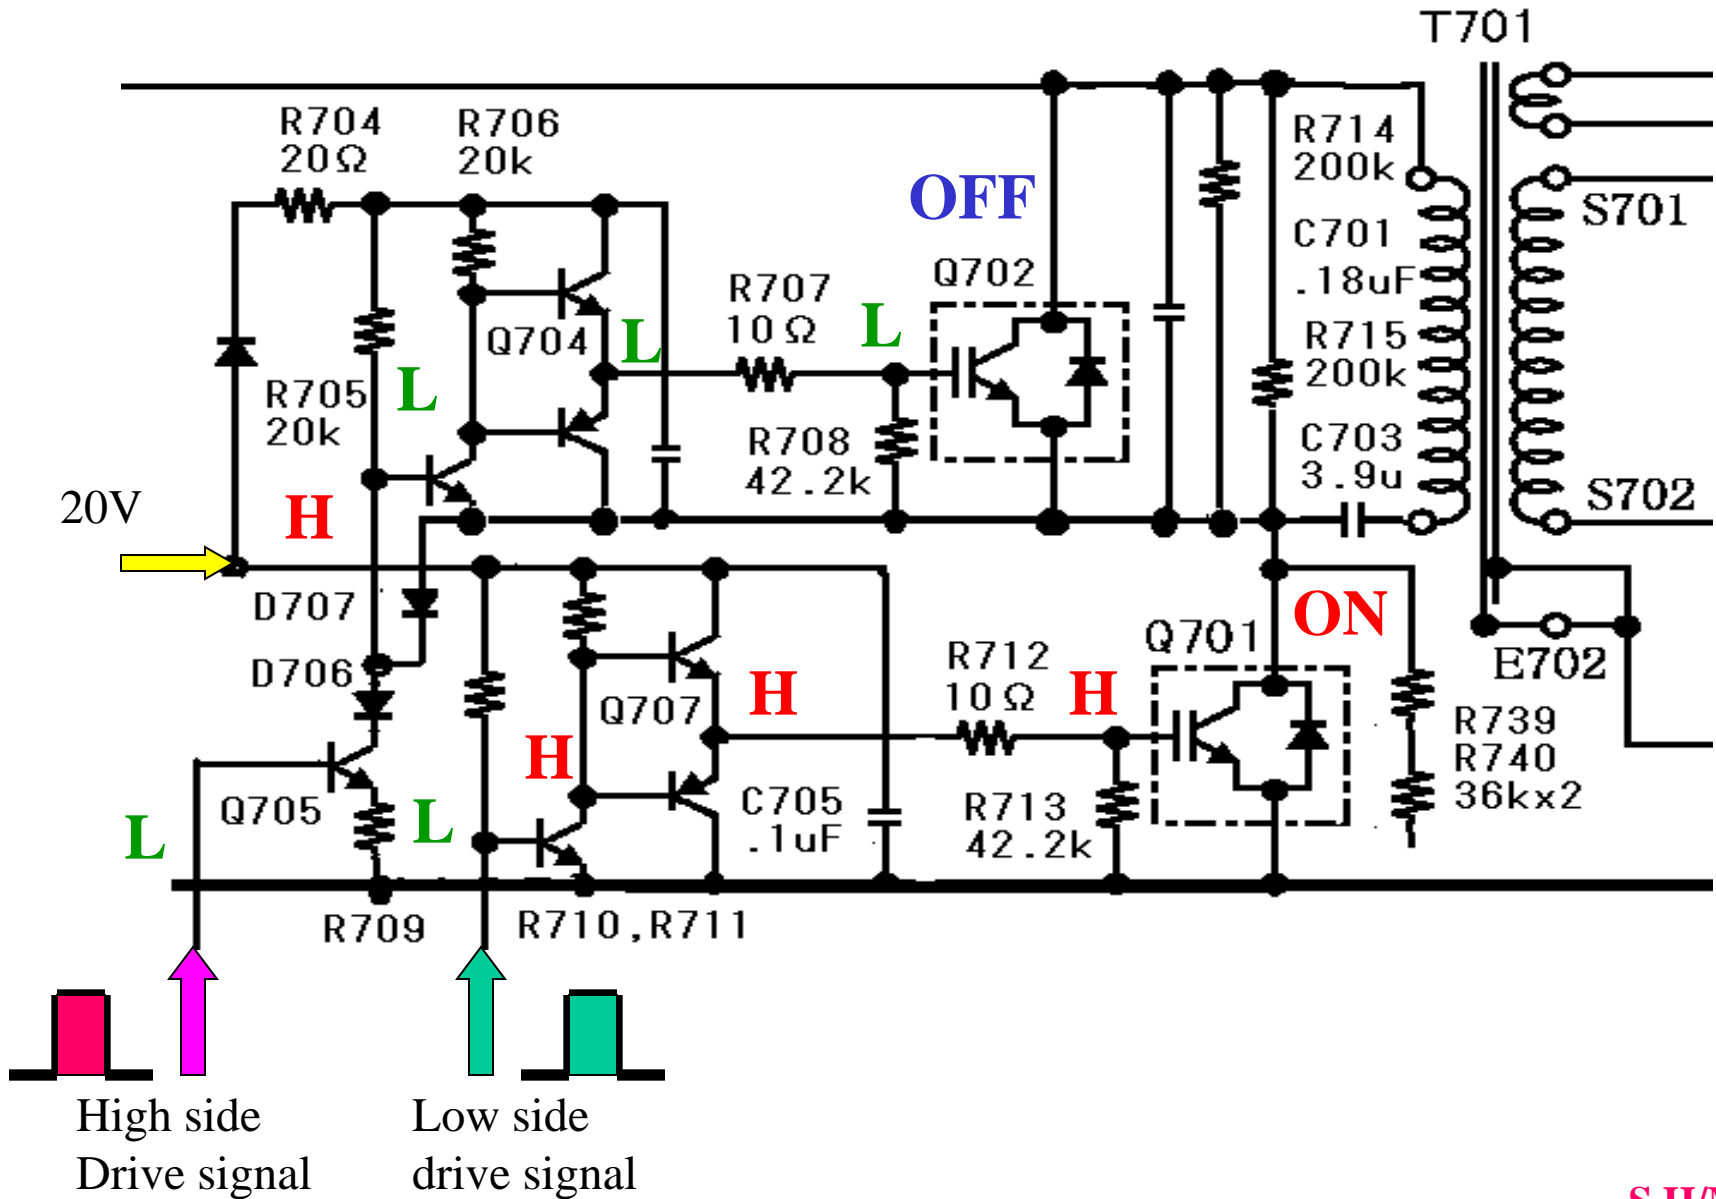 T701
R704
20Ω
R706
20k
R714
200k
OFF
S701
C701
.18uF
Q702
R707
10Ω
L
L
Q704
R715
200k
L
R705
20k
R708
42.2k
C703
3.9u
20V
H
S702
D707
ON
Q701
D706
R712
10Ω
E702
H
H
Q707
R739
R740
36kx2
H
Q705
L
L
C705
.1uF
R713
42.2k
R709
R710,R711
High side
Drive signal
Low side
drive signal